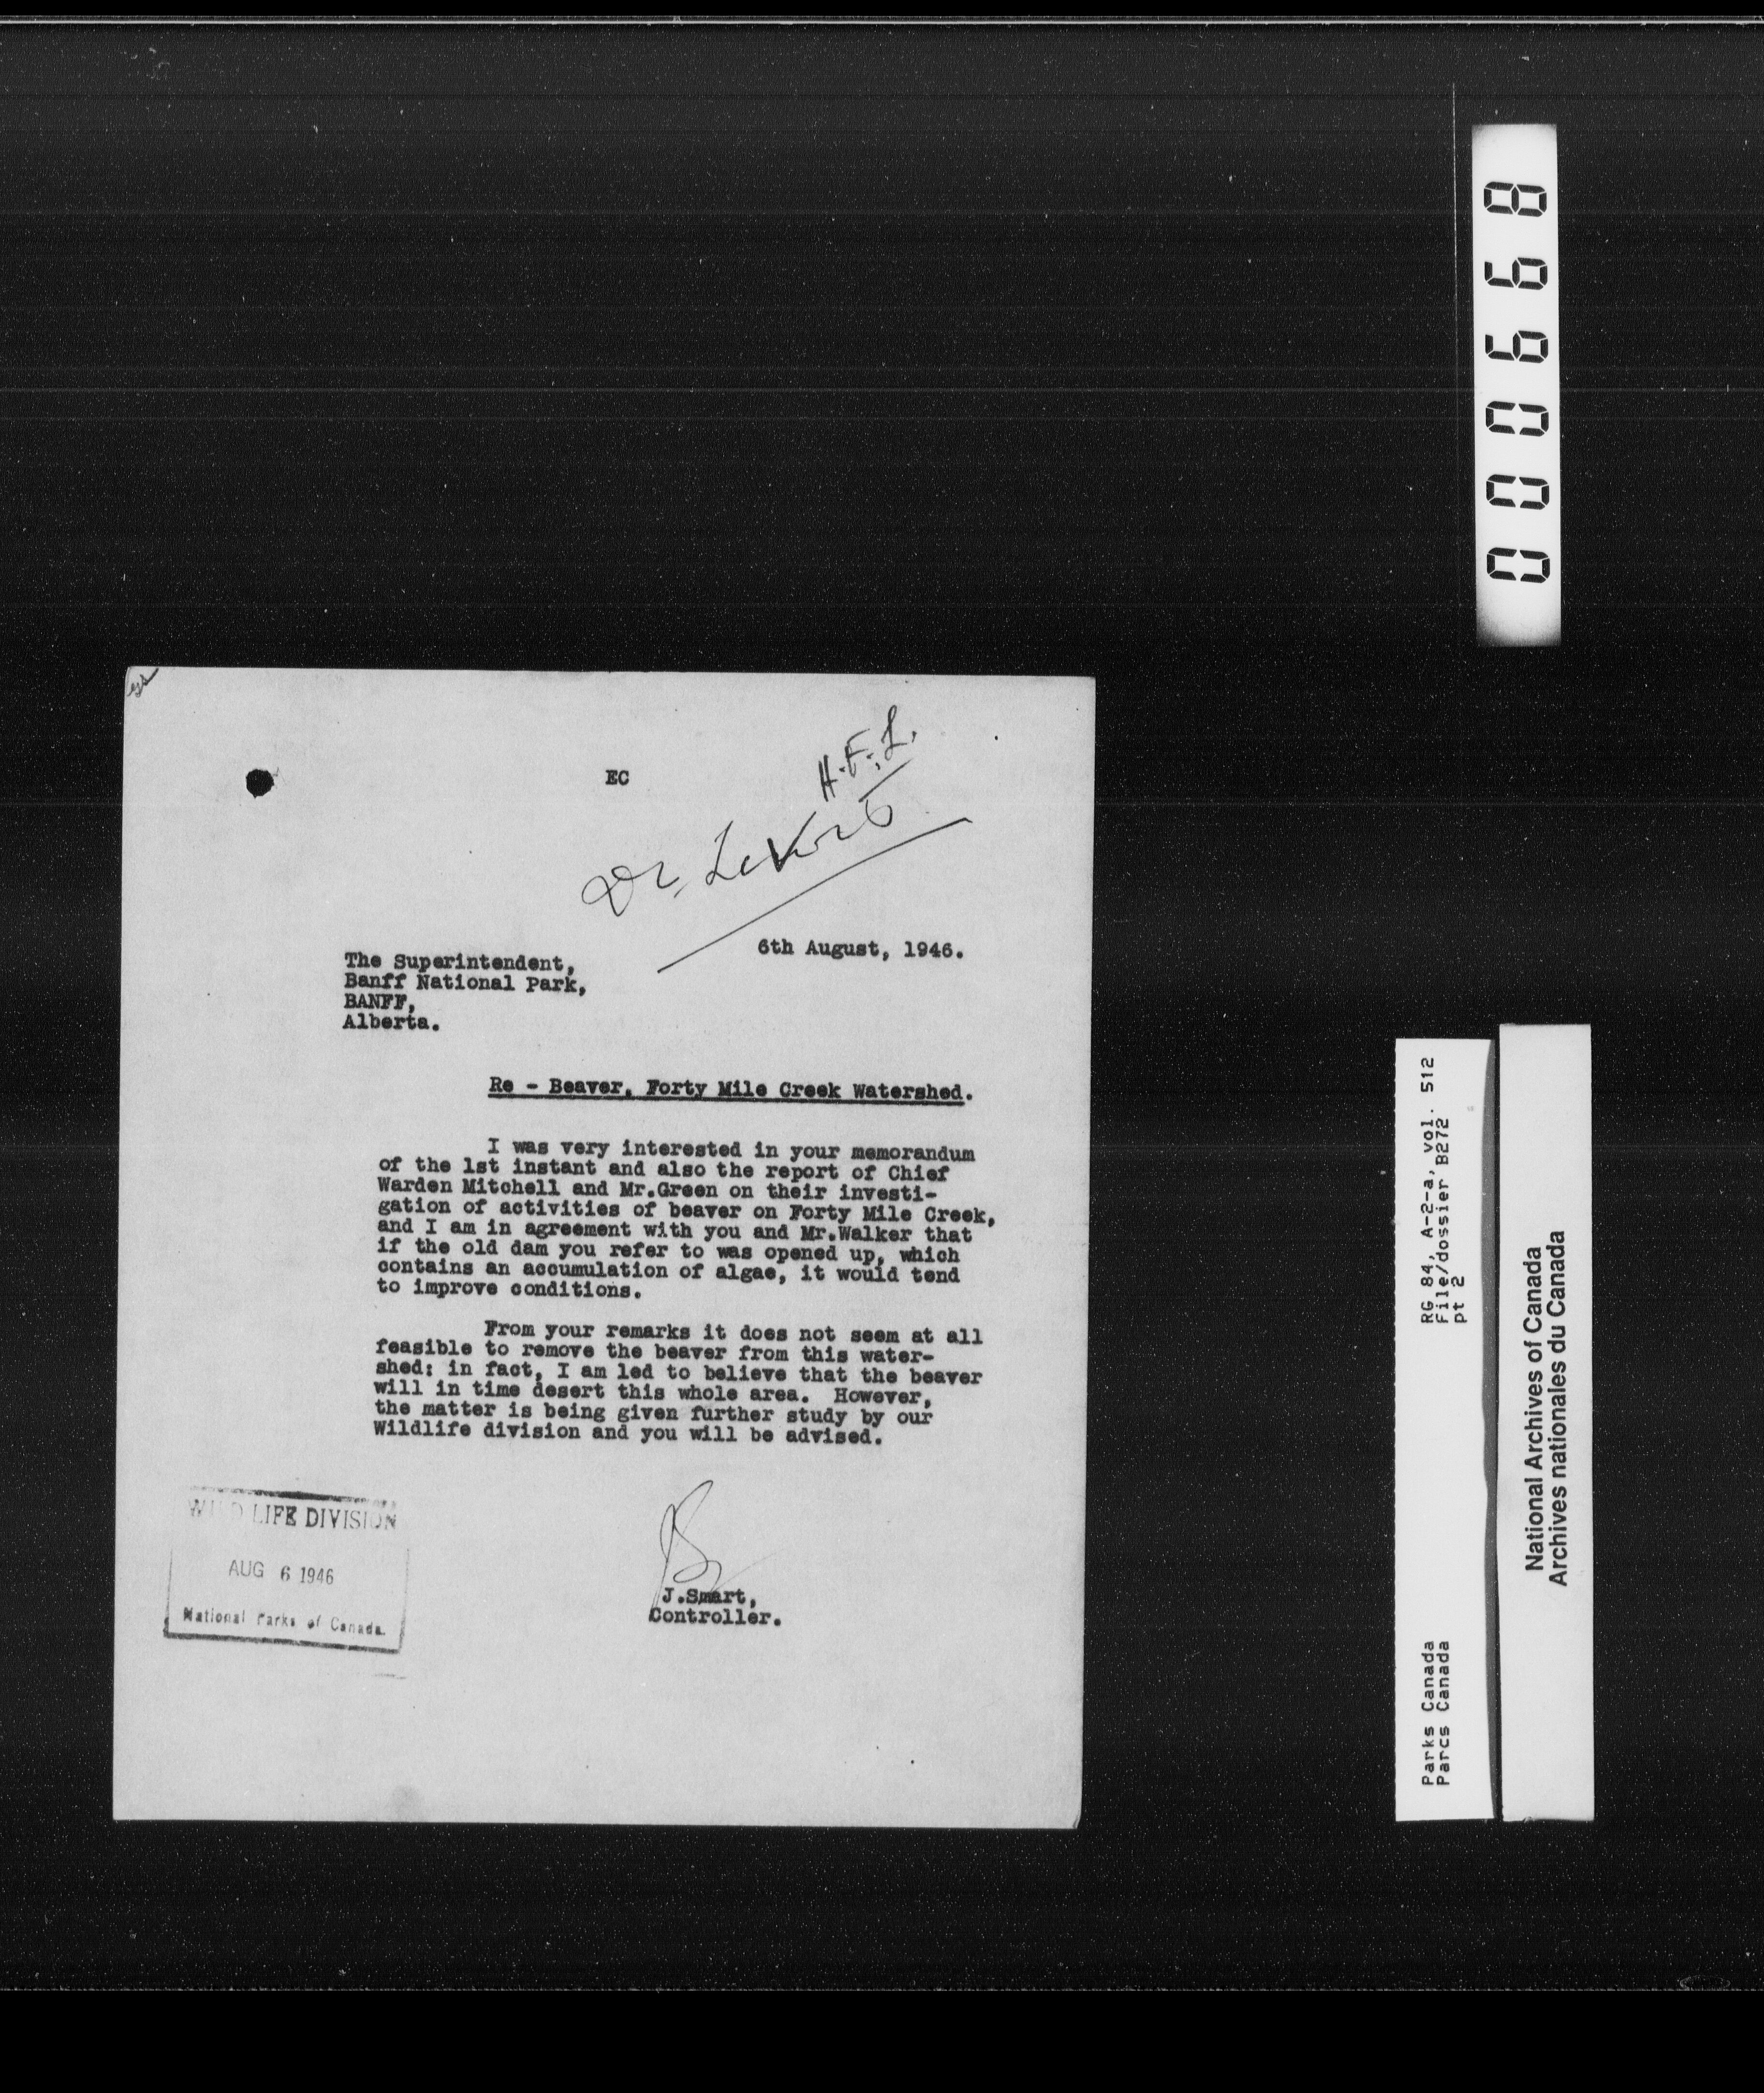 000668
EC
H.F.L.
Dr. Lewis
6th August, 1946.
The Superintendent,
Banff National Park,
BANFF,
Alberta.
Re - Beaver, Forty Mile Creek Watershed.
I was very interested in your memorandum
of the 1st instant and also the report of Chief
Warden Mitchell and Mr.Green on their investi-
gation of activities of beaver on Forty Mile Creek,
and I am in agreement with you and Mr.Walker that
if the old dam you refer to was opened up, which
contains an accumulation of algae, it would tend
to improve conditions.
From your remarks it does not seem at all
feasible to remove the beaver from this water-
shed: in fact, I am led to believe that the beaver
will in time desert this whole area. However,
the matter is being given further study by our
Wildlife division and you will be advised.
J.Smart,
Controller.
WILD LIFE DIVISION
AUG 6 1946
National Parks of Canada.
Parks Canada
Parcs Canada
RG 84, A-2-a, vol. 512
File/dossier B272
pt 2
National Archives of Canada
Archives nationales du Canada